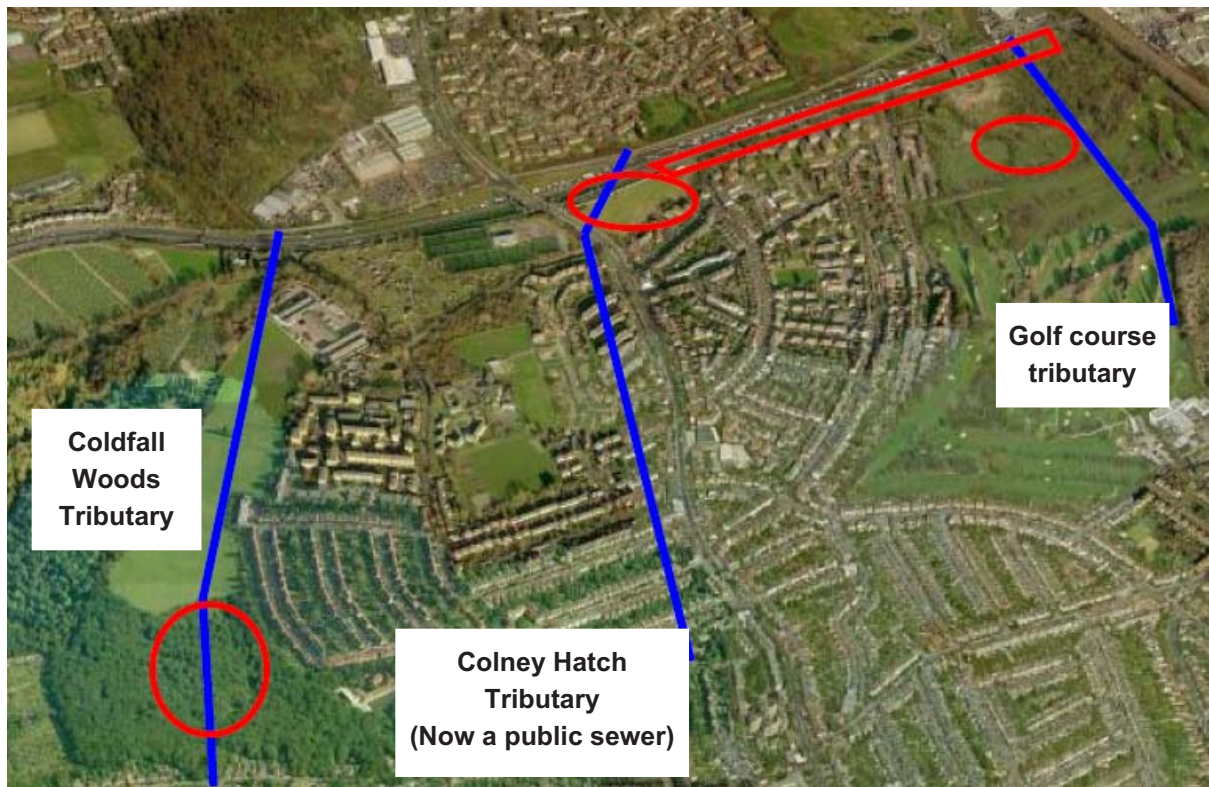 Coldfall
Woods
Tributary
Colney Hatch
Tributary
(Now a public sewer)
Golf course
tributary